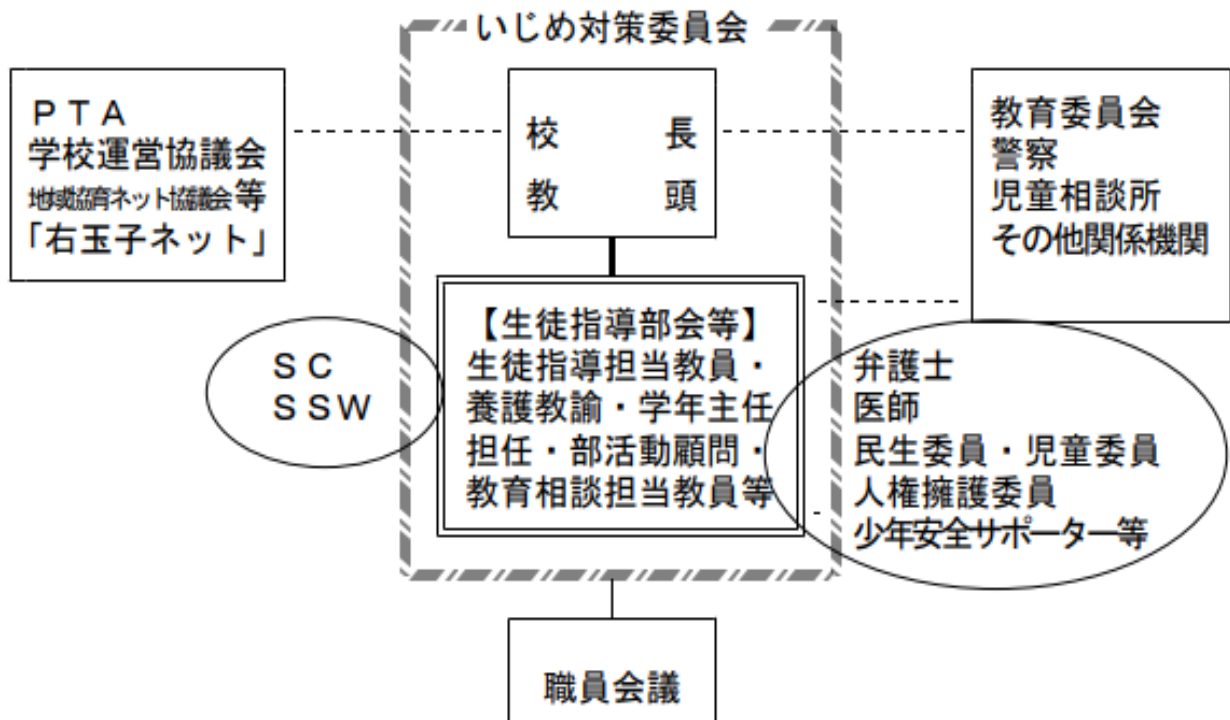 いじめ対策委員会
ＰＴＡ
学校運営協議会
地域協育ネット協議会等
「右玉子ネット」
校　　　長
教　　　頭
教育委員会
警察
児童相談所
その他関係機関
【生徒指導部会等】
生徒指導担当教員・
養護教諭・学年主任
担任・部活動顧問・
教育相談担当教員等
ＳＣ
ＳＳＷ
弁護士
医師
民生委員・児童委員
人権擁護委員
少年安全サポーター等
職員会議